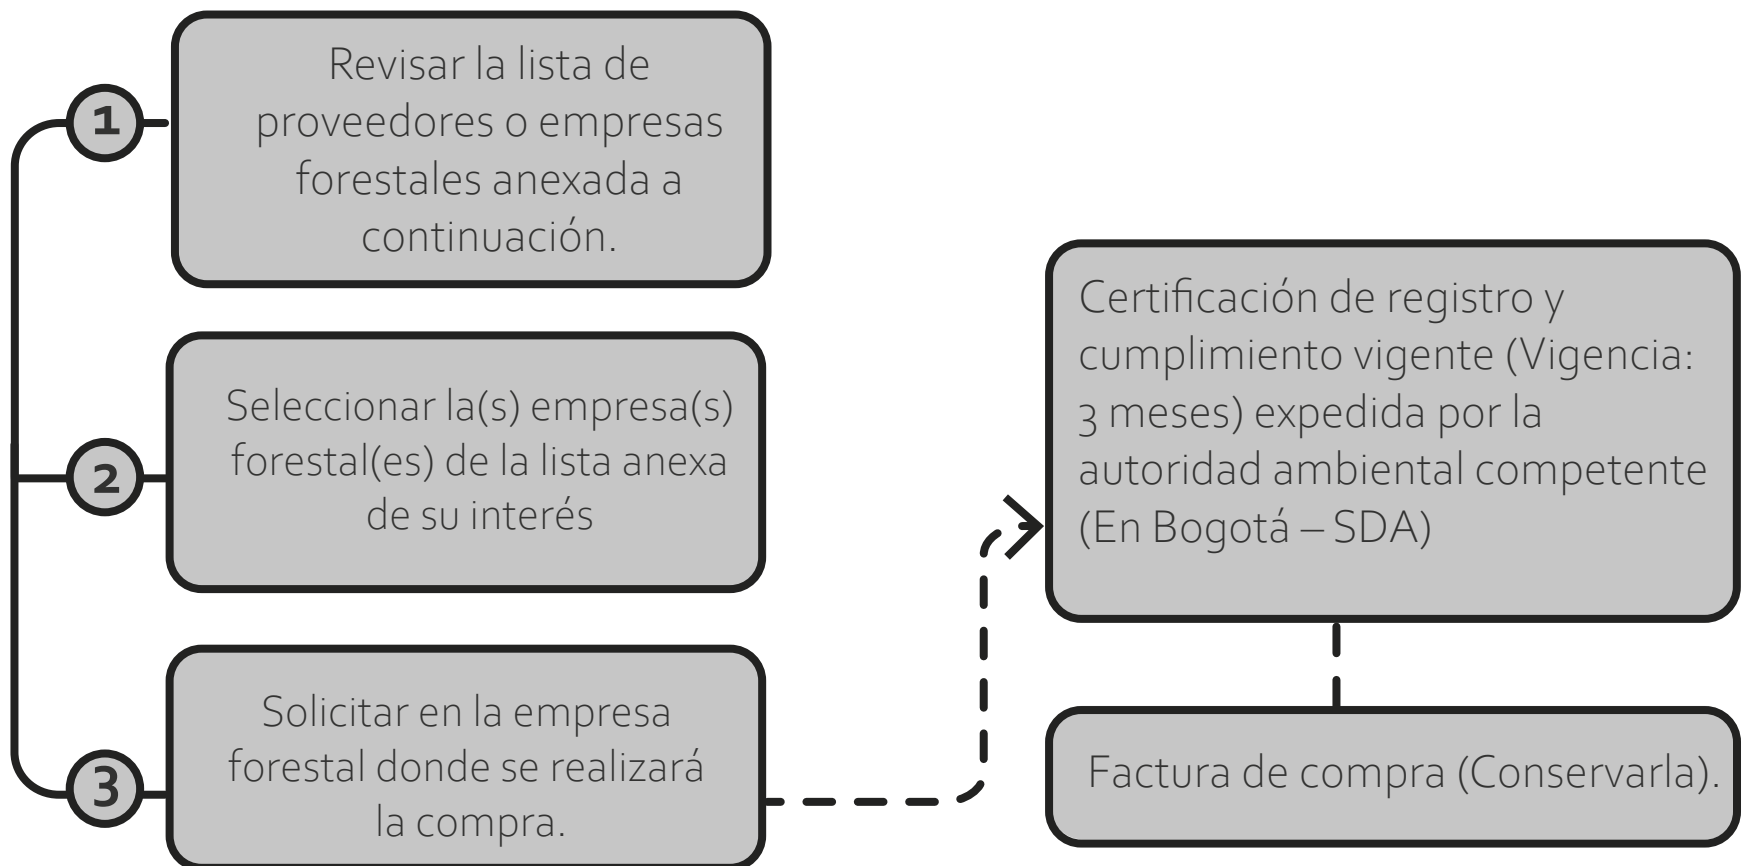 1
Revisar la lista de
proveedores o empresas
forestales anexada a
continuación.
2
Seleccionar la(s) empresa(s)
forestal(es) de la lista anexa
de su interés
3
Solicitar en la empresa
forestal donde se realizará
la compra.
Certificación de registro y
cumplimiento vigente (Vigencia:
3 meses) expedida por la
autoridad ambiental competente
(En Bogotá – SDA)
Factura de compra (Conservarla).